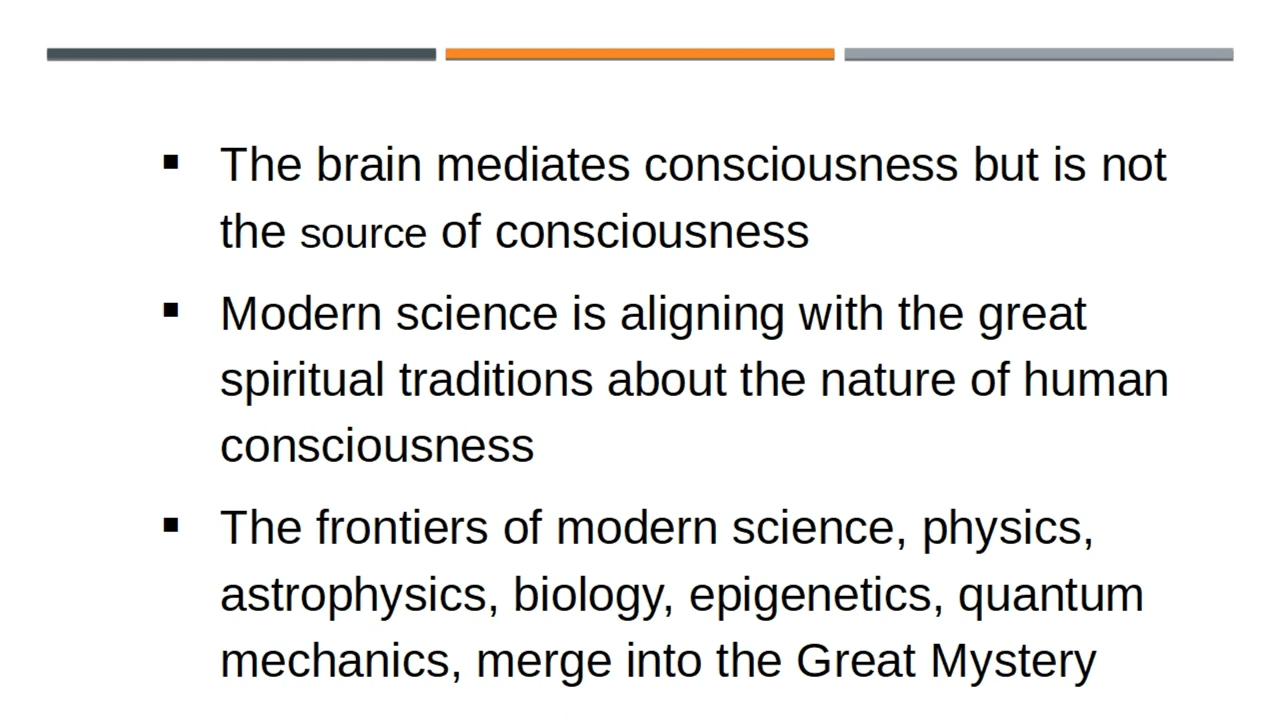 ▪ The brain mediates consciousness but is not
the source of consciousness
▪ Modern science is aligning with the great
spiritual traditions about the nature of human
consciousness
▪ The frontiers of modern science, physics,
astrophysics, biology, epigenetics, quantum
mechanics, merge into the Great Mystery